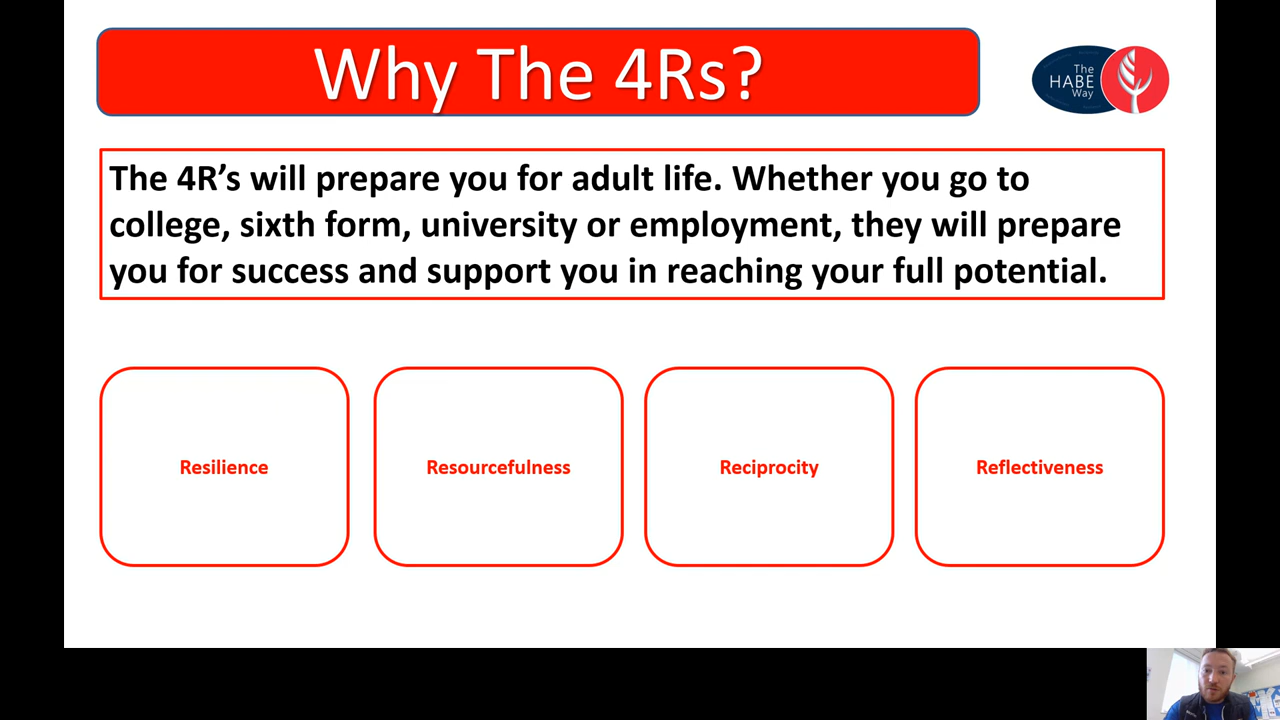 Why The 4Rs?
The
HABE
Way
The 4R’s will prepare you for adult life. Whether you go to
college, sixth form, university or employment, they will prepare
you for success and support you in reaching your full potential.
Resilience
Resourcefulness
Reciprocity
Reflectiveness